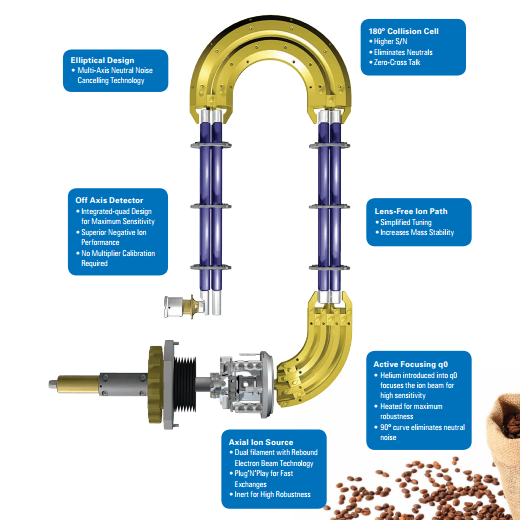 180º Collision Cell
• Higher S/N
• Eliminates Neutrals
• Zero-Cross Talk
Elliptical Design
• Multi-Axis Neutral Noise
Cancelling Technology
Off Axis Detector
• Integrated-quad Design
for Maximum Sensitivity
• Superior Negative Ion
Performance
• No Multiplier Calibration
Required
Lens-Free Ion Path
• Simplified Tuning
• Increases Mass Stability
Active Focusing q0
• Helium introduced into q0
focuses the ion beam for
high sensitivity
• Heated for maximum
robustness
• 90º curve eliminates neutral
noise
Axial Ion Source
• Dual filament with Rebound
Electron Beam Technology
• Plug'N'Play for Fast
Exchanges
• Inert for High Robustness